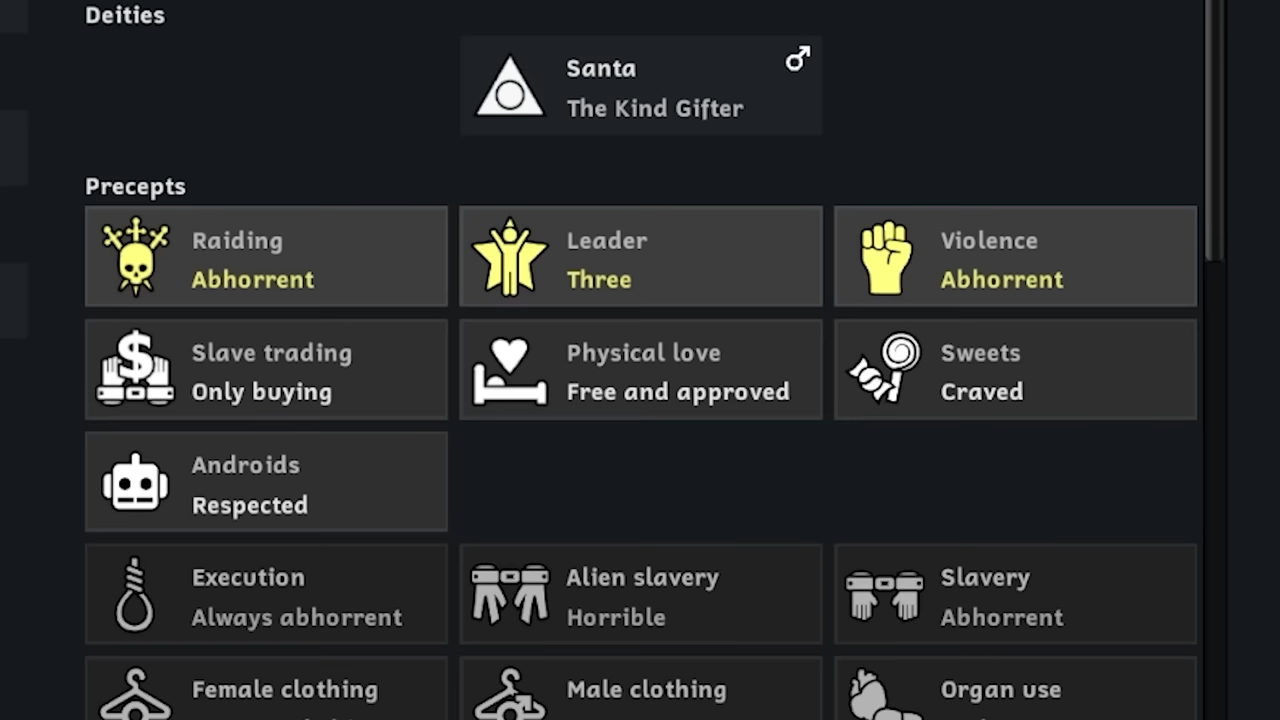 Deities
Santa
The Kind Gifter
Precepts
Raiding
Abhorrent
Leader
Three
Violence
Abhorrent
Slave trading
Only buying
Physical love
Free and approved
Sweets
Craved
Androids
Respected
Execution
Always abhorrent
Alien slavery
Horrible
Slavery
Abhorrent
Female clothing
Male clothing
Organ use